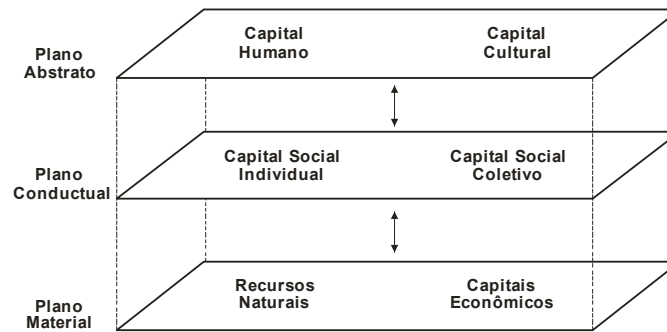 Plano
Abstrato
Capital
Humano
Capital
Cultural
Plano
Conductual
Capital Social
Individual
Capital Social
Coletivo
Plano
Material
Recursos
Naturais
Capitais
Econômicos